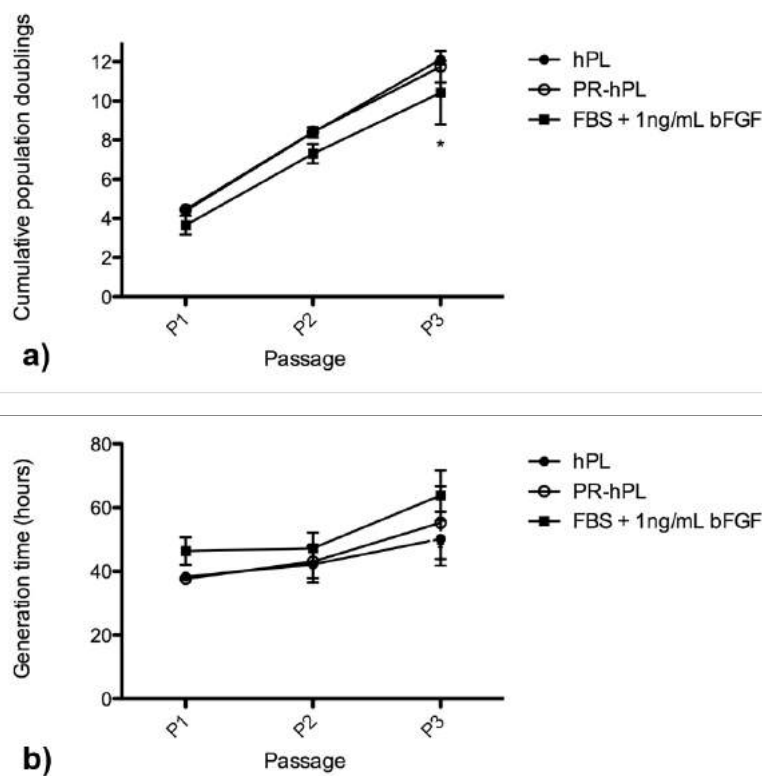 Cumulative population doublings
12
10
8
6
4
2
0
P1
P2
P3
Passage
hPL
PR-hPL
FBS + 1ng/mL bFGF
*
a)
Generation time (hours)
80
60
40
20
0
P1
P2
P3
Passage
hPL
PR-hPL
FBS + 1ng/mL bFGF
b)